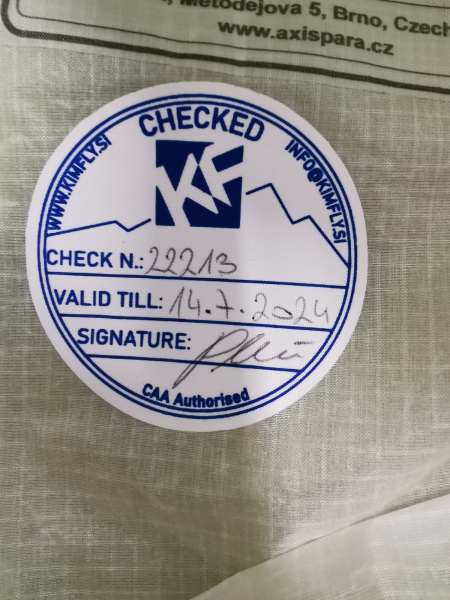 , Metodějova 5, Brno, Czech
www.axispara.cz
CHECKED
WWW.KIMFLY.SI
INFO@KIMFLY.SI
KF
CHECK N.: 22213
VALID TILL: 14.7.2024
SIGNATURE:
CAA Authorised